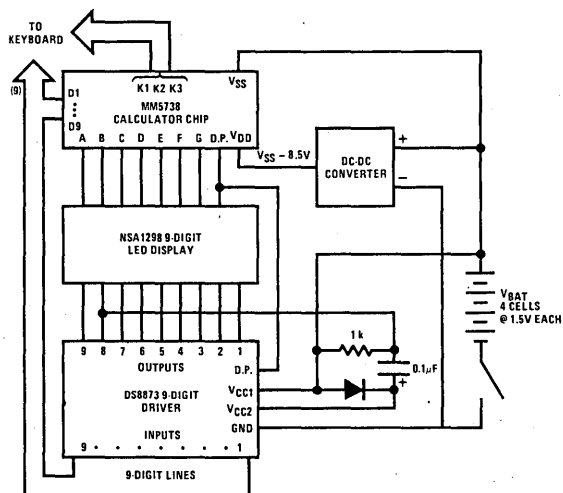 TO
KEYBOARD
(9)
D1
D9
K1 K2 K3
VSS
MM5738
CALCULATOR CHIP
A B C D E F G D.P. VDD
VSS – 8.5V
DC-DC
CONVERTER
+
–
NSA1298 9-DIGIT
LED DISPLAY
VBAT
4 CELLS
@ 1.5V EACH
9 8 7 6 5 4 3 2 1
OUTPUTS
D.P.
1 k
0.1μF
+
DS8873 9-DIGIT
DRIVER
VCC1
VCC2
GND
INPUTS
9 • • • • • • • 1
9-DIGIT LINES